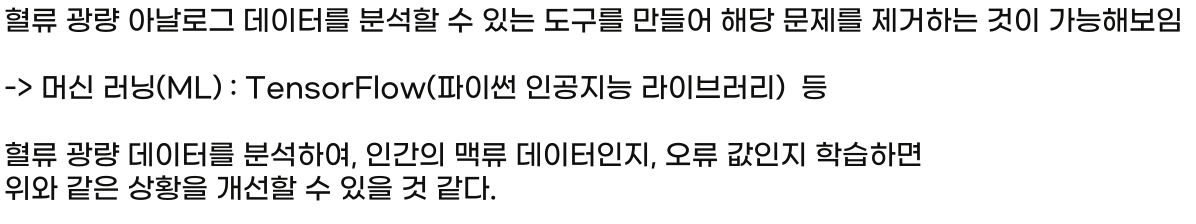 혈류 광량 아날로그 데이터를 분석할 수 있는 도구를 만들어 해당 문제를 제거하는 것이 가능해보임
-> 머신 러닝(ML) : TensorFlow(파이썬 인공지능 라이브러리) 등
혈류 광량 데이터를 분석하여, 인간의 맥류 데이터인지, 오류 값인지 학습하면
위와 같은 상황을 개선할 수 있을 것 같다.